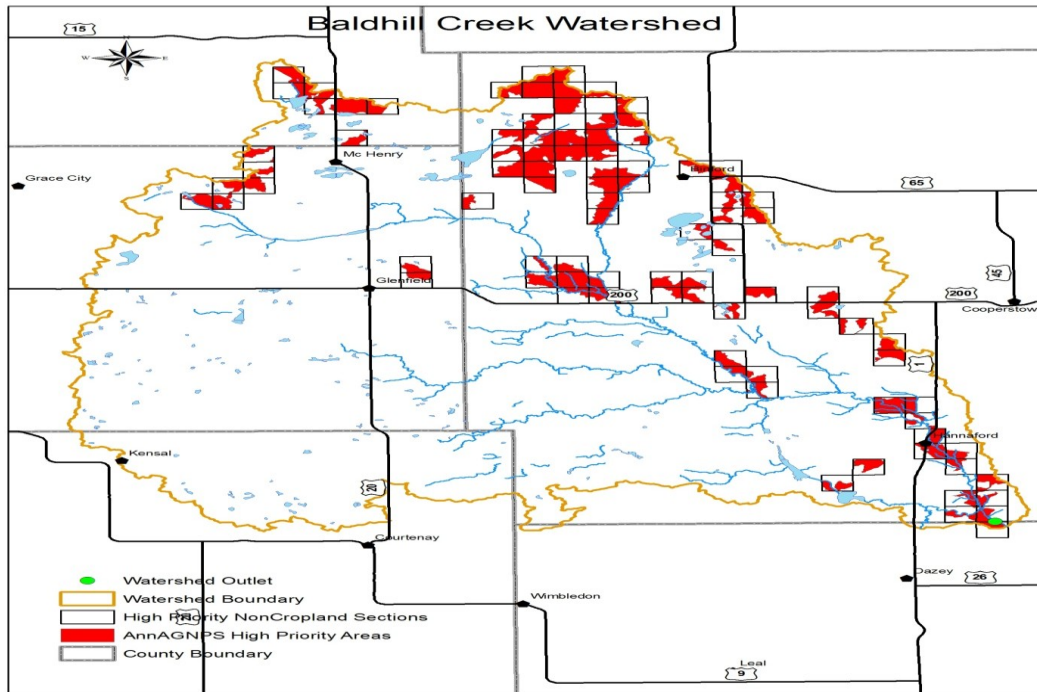 Baldhill Creek Watershed
15
N
W E
S
Mc Henry
Grace City
65
45
Glenfield
200
200
Cooperstow
1
Hannaford
Kensal
20
Courtenay
Dazey
26
Wimbledon
Leal
9
Watershed Outlet
Watershed Boundary
High Priority NonCropland Sections
AnnAGNPS High Priority Areas
County Boundary